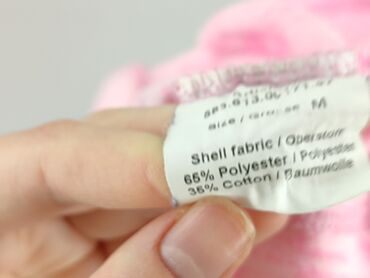 Size / Grösse M
Shell fabric / Oberstoff
65% Polyester / Polyester
35% Cotton / Baumwolle